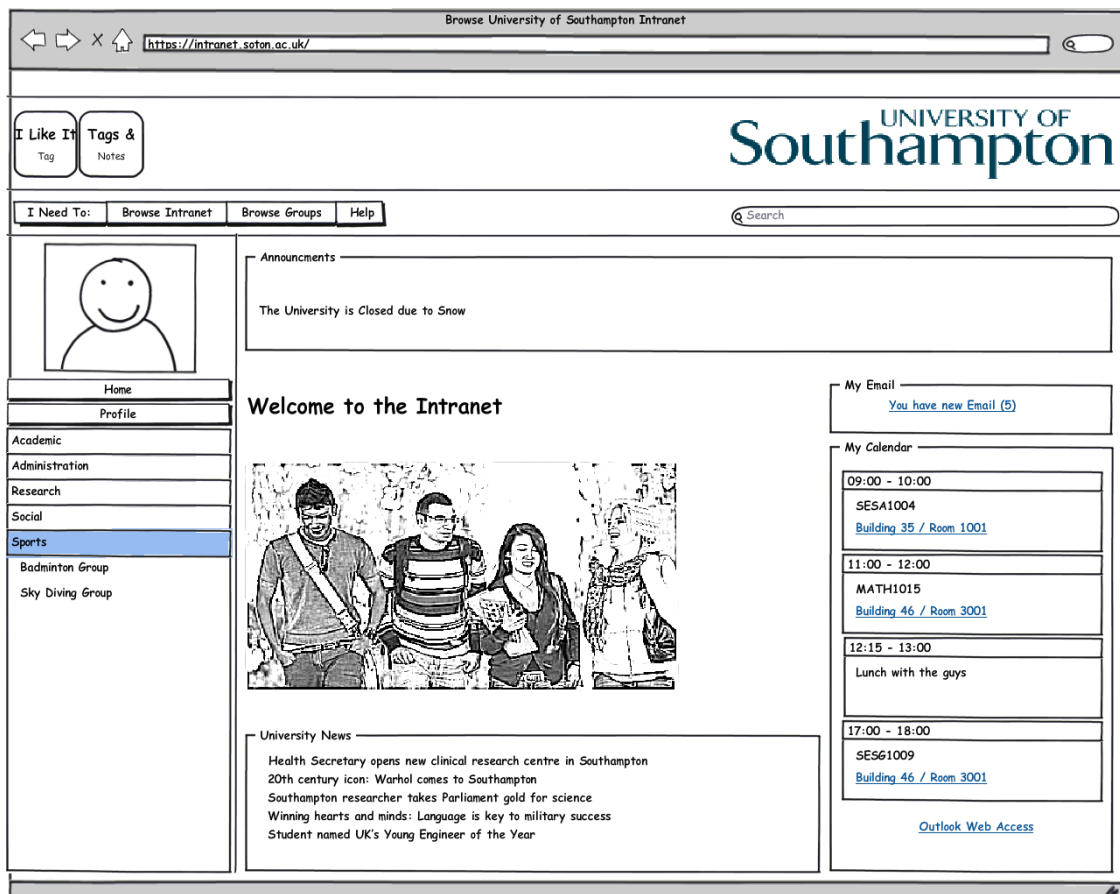 Browse University of Southampton Intranet
X
https://intranet.soton.ac.uk/
I Like It
Tag
Tags &
Notes
UNIVERSITY OF
Southampton
I Need To: Browse Intranet Browse Groups Help
Search
Announcments
The University is Closed due to Snow
Home
Profile
Academic
Administration
Research
Social
Sports
Badminton Group
Sky Diving Group
Welcome to the Intranet
University News
Health Secretary opens new clinical research centre in Southampton
20th century icon: Warhol comes to Southampton
Southampton researcher takes Parliament gold for science
Winning hearts and minds: Language is key to military success
Student named UK's Young Engineer of the Year
My Email
You have new Email (5)
My Calendar
09:00 - 10:00
SESA1004
Building 35 / Room 1001
11:00 - 12:00
MATH1015
Building 46 / Room 3001
12:15 - 13:00
Lunch with the guys
17:00 - 18:00
SESG1009
Building 46 / Room 3001
Outlook Web Access